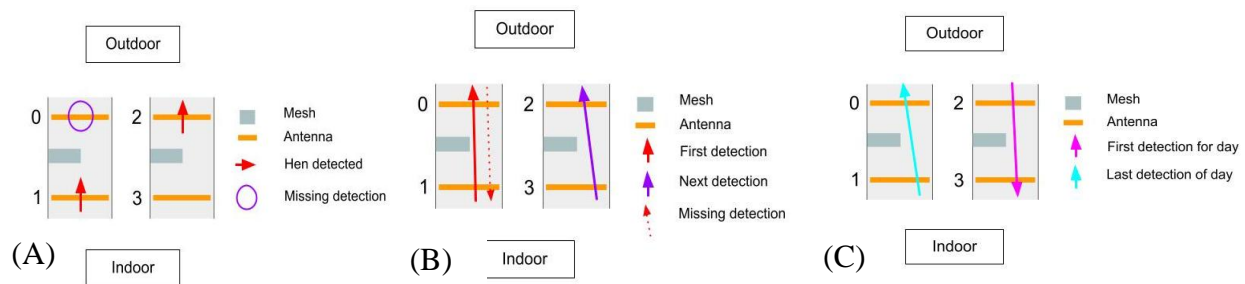 Outdoor
0
2
1
3
Mesh
Antenna
Hen detected
Missing detection
Indoor
(A)
Outdoor
0
2
1
3
Mesh
Antenna
First detection
Next detection
Missing detection
Indoor
(B)
Outdoor
0
2
1
3
Mesh
Antenna
First detection for day
Last detection of day
Indoor
(C)